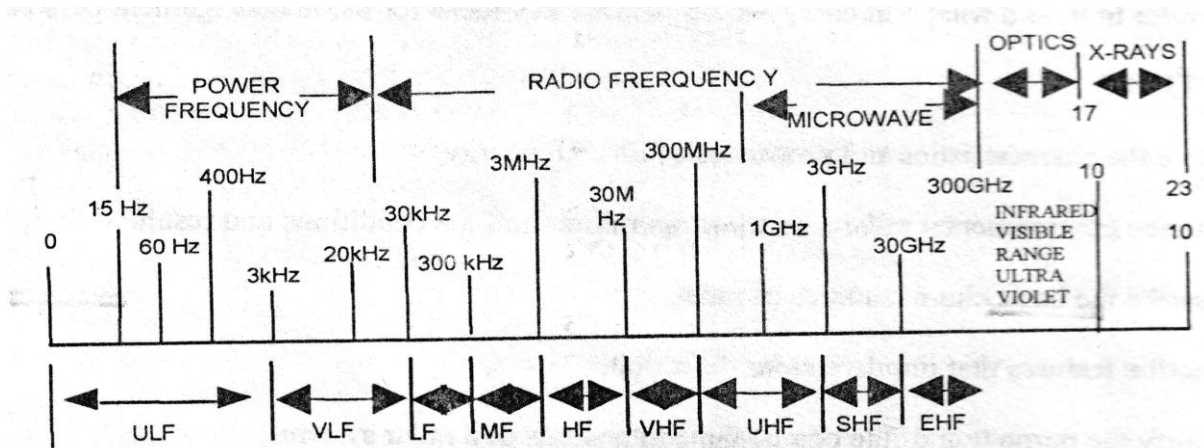 OPTICS
X-RAYS
POWER
FREQUENCY
RADIO FRERQUENCY
MICROWAVE
17
10
23
10
0
15 Hz
60 Hz
400Hz
3kHz
20kHz
30kHz
300 kHz
3MHz
30M
Hz
300MHz
1GHz
3GHz
30GHz
300GHz
INFRARED
VISIBLE
RANGE
ULTRA
VIOLET
ULF
VLF
LF
MF
HF
VHF
UHF
SHF
EHF